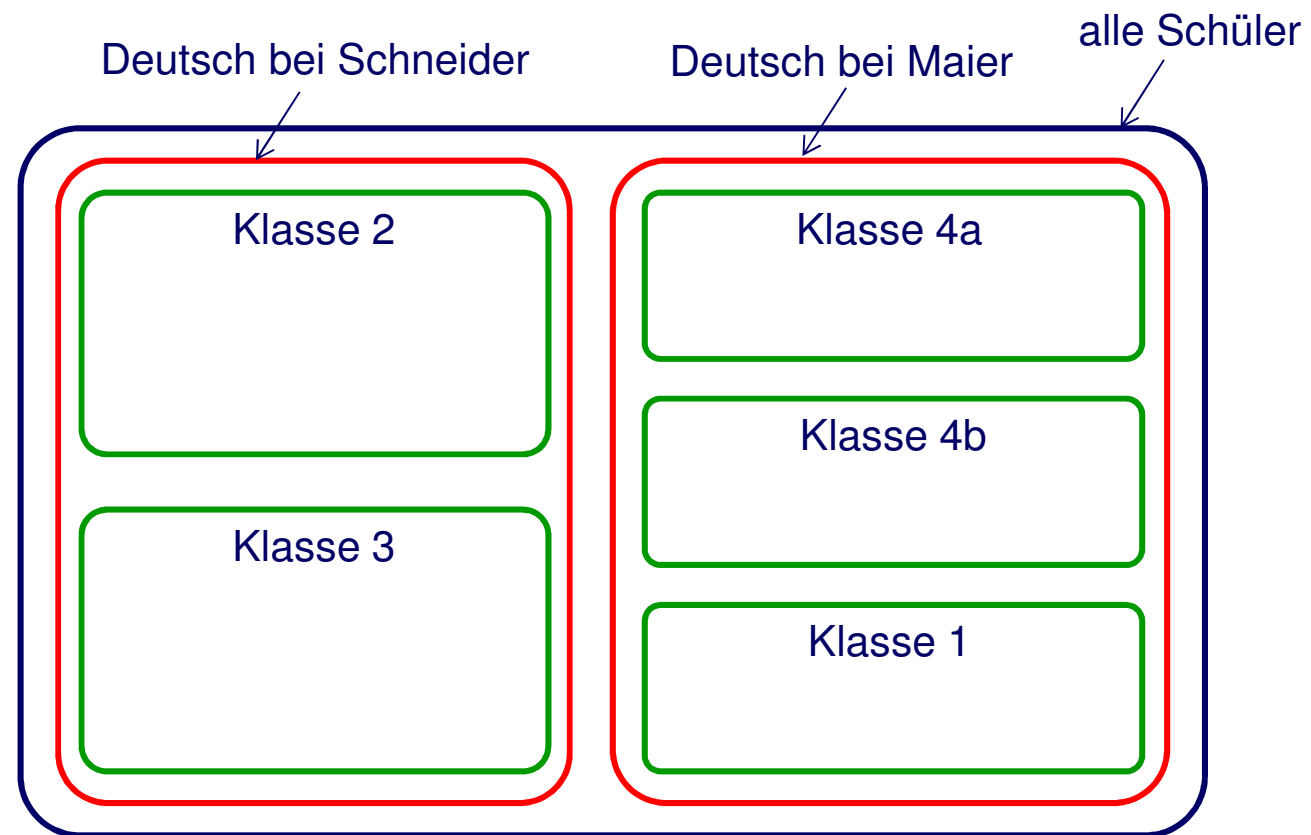 alle Schüler
Deutsch bei Schneider
Deutsch bei Maier
Klasse 2
Klasse 3
Klasse 4a
Klasse 4b
Klasse 1